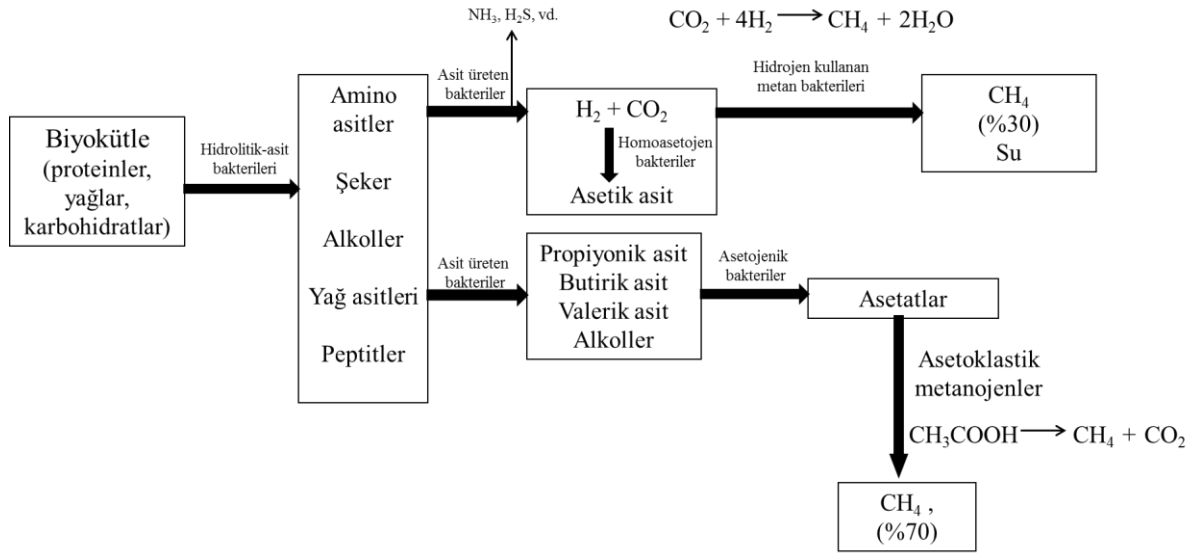 NH₃, H₂S, vd.
CO₂ + 4H₂ ⟶ CH₄ + 2H₂O
Biyokütle
(proteinler,
yağlar,
karbohidratlar)
Hidrolitik-asit
bakterileri
Amino
asitler
Şeker
Alkoller
Yağ asitleri
Peptitler
Asit üreten
bakteriler
H₂ + CO₂
Homoasetojen
bakteriler
Asetik asit
Hidrojen kullanan
metan bakterileri
CH₄
(%30)
Su
Asit üreten
bakteriler
Propiyonik asit
Butirik asit
Valerik asit
Alkoller
Asetojenik
bakteriler
Asetatlar
Asetoklastik
metanojenler
CH₃COOH ⟶ CH₄ + CO₂
CH₄ ,
(%70)